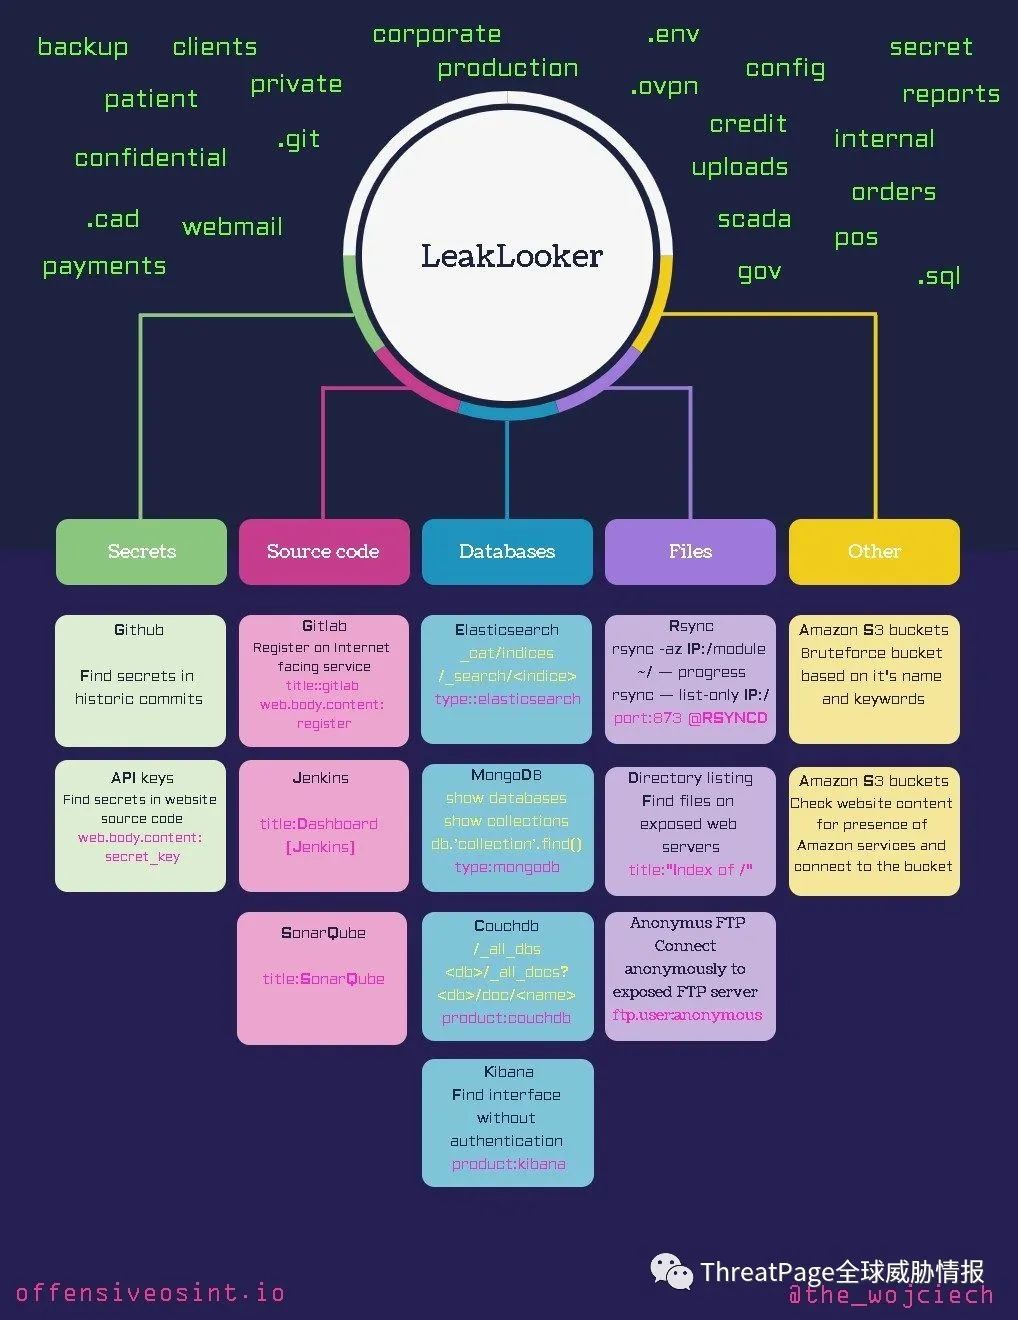 backup clients corporate .env secret
production config
private .ovpn
patient reports
.git credit internal
confidential uploads
orders
.cad webmail scada
pos
payments gov .sql
LeakLooker
Secrets
Source code
Databases
Files
Other
Github
Find secrets in
historic commits
API keys
Find secrets in website
source code
web.body.content:
secret_key
Gitlab
Register on Internet
facing service
title::gitlab
web.body.content:
register
Jenkins
title:Dashboard
[Jenkins]
SonarQube
title:SonarQube
Elasticsearch
_cat/indices
/_search/<indice>
type::elasticsearch
MongoDB
show databases
show collections
db.'collection'.find()
type:mongodb
Couchdb
/_all_dbs
<db>/_all_docs?
<db>/doc/<name>
product:couchdb
Kibana
Find interface
without
authentication
product:kibana
Rsync
rsync -az IP:/module
~/ — progress
rsync — list-only IP:/
port:873 @RSYNCD
Directory listing
Find files on
exposed web
servers
title:"Index of /"
Anonymus FTP
Connect
anonymously to
exposed FTP server
ftp.user:anonymous
Amazon S3 buckets
Bruteforce bucket
based on it's name
and keywords
Amazon S3 buckets
Check website content
for presence of
Amazon services and
connect to the bucket
ThreatPage全球威胁情报
offensiveosint.io
@the_wojciech